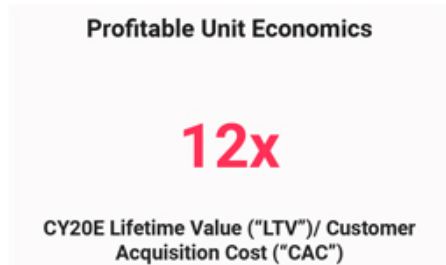 Profitable Unit Economics
12x
CY20E Lifetime Value (“LTV”)/ Customer
Acquisition Cost (“CAC”)